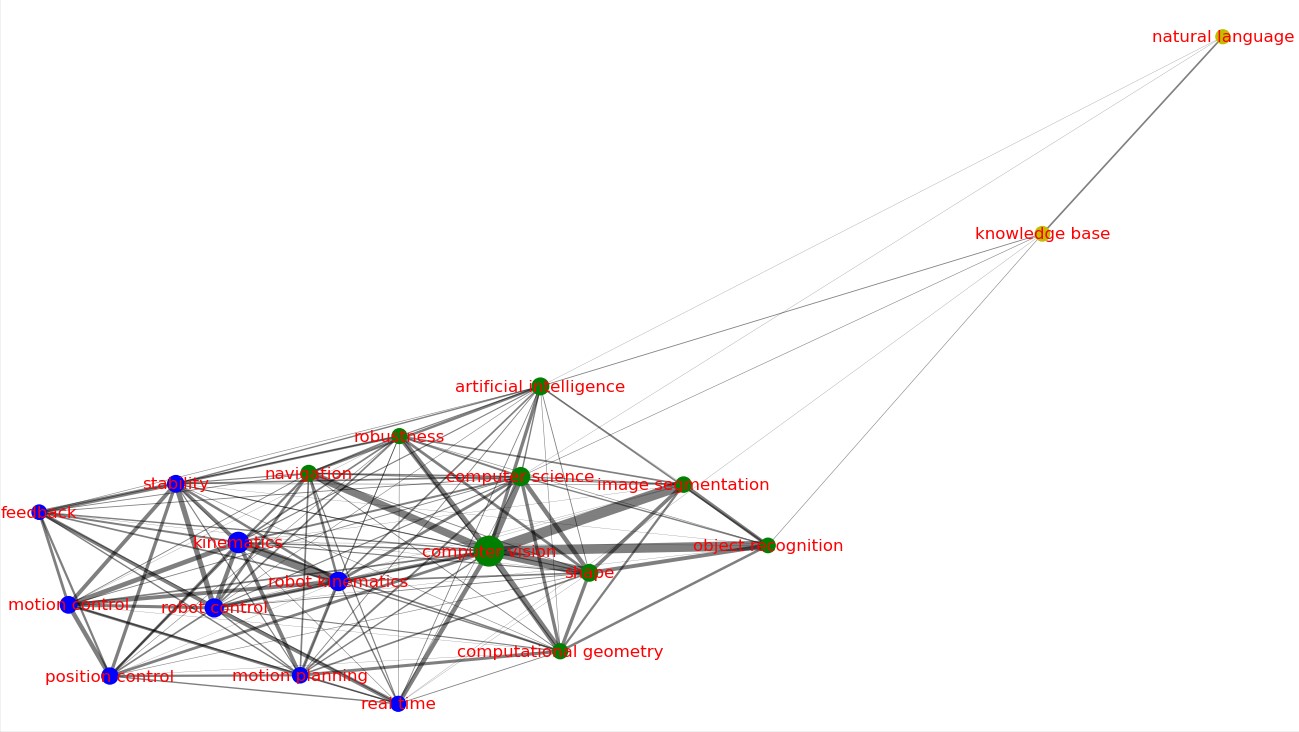 natural language
knowledge base
artificial intelligence
robustness
navigation
computer science
stability
image segmentation
feedback
kinematics
computer vision
object recognition
shape
robot kinematics
motion control
robot control
computational geometry
position control
motion planning
real time